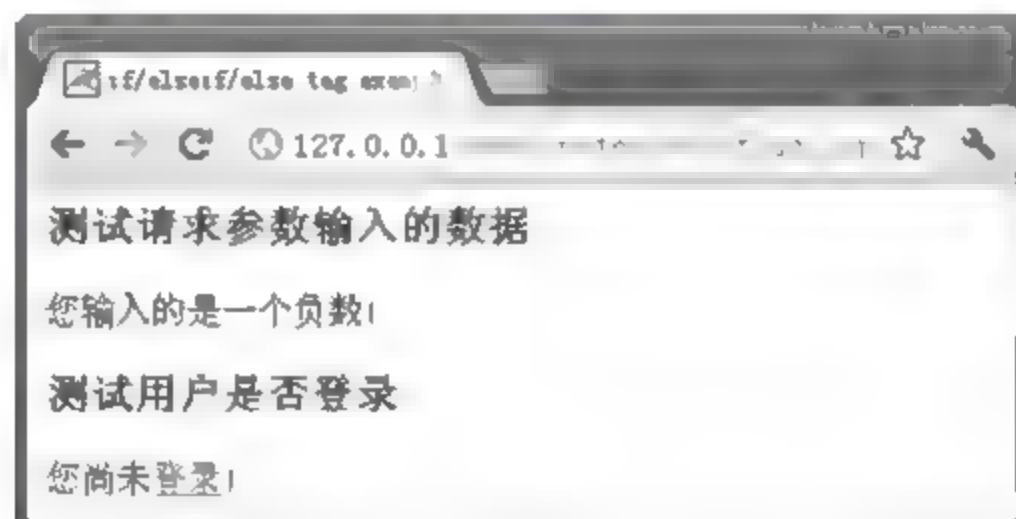 if/elseif/else tag
127.0.0.1
测试请求参数输入的数据
您输入的是一个负数!
测试用户是否登录
您尚未登录!